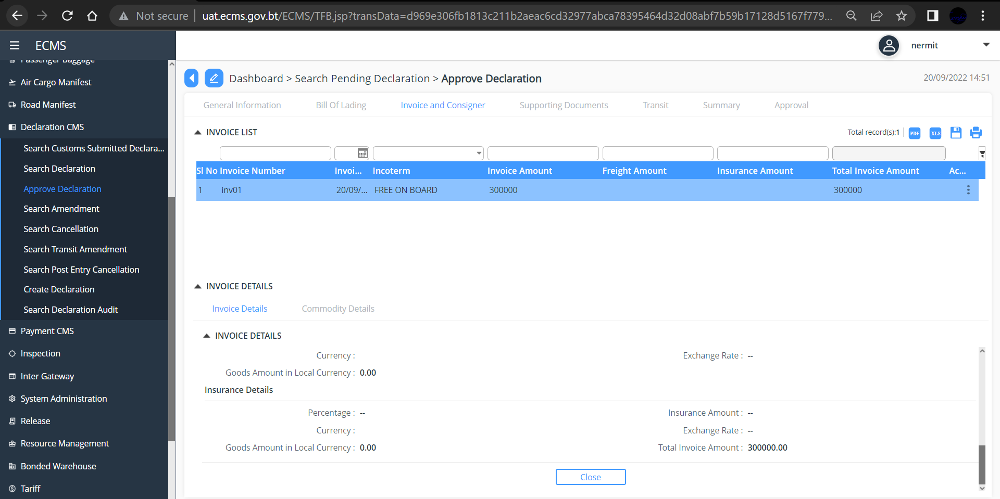 Not secure
uat.ecms.gov.bt/ECMS/TFB.jsp?transData=d969e306fb1813c211b2aeac6cd32977abca78395464d32d08abf7b59b17128d5167f779...
ECMS
nermit
Passenger Baggage
Air Cargo Manifest
Road Manifest
Declaration CMS
Search Customs Submitted Declara...
Search Declaration
Approve Declaration
Search Amendment
Search Cancellation
Search Transit Amendment
Search Post Entry Cancellation
Create Declaration
Search Declaration Audit
Payment CMS
Inspection
Inter Gateway
System Administration
Release
Resource Management
Bonded Warehouse
Tariff
Dashboard > Search Pending Declaration > Approve Declaration
20/09/2022 14:51
General Information Bill Of Lading Invoice and Consigner Supporting Documents Transit Summary Approval
INVOICE LIST
Total record(s):1 PDF XLS
Sl No Invoice Number Invoi... Incoterm Invoice Amount Freight Amount Insurance Amount Total Invoice Amount Ac...
1 inv01 20/09/... FREE ON BOARD 300000 300000
INVOICE DETAILS
Invoice Details Commodity Details
INVOICE DETAILS
Currency : Exchange Rate : --
Goods Amount in Local Currency : 0.00
Insurance Details
Percentage : -- Insurance Amount : --
Currency : Exchange Rate : --
Goods Amount in Local Currency : 0.00 Total Invoice Amount : 300000.00
Close